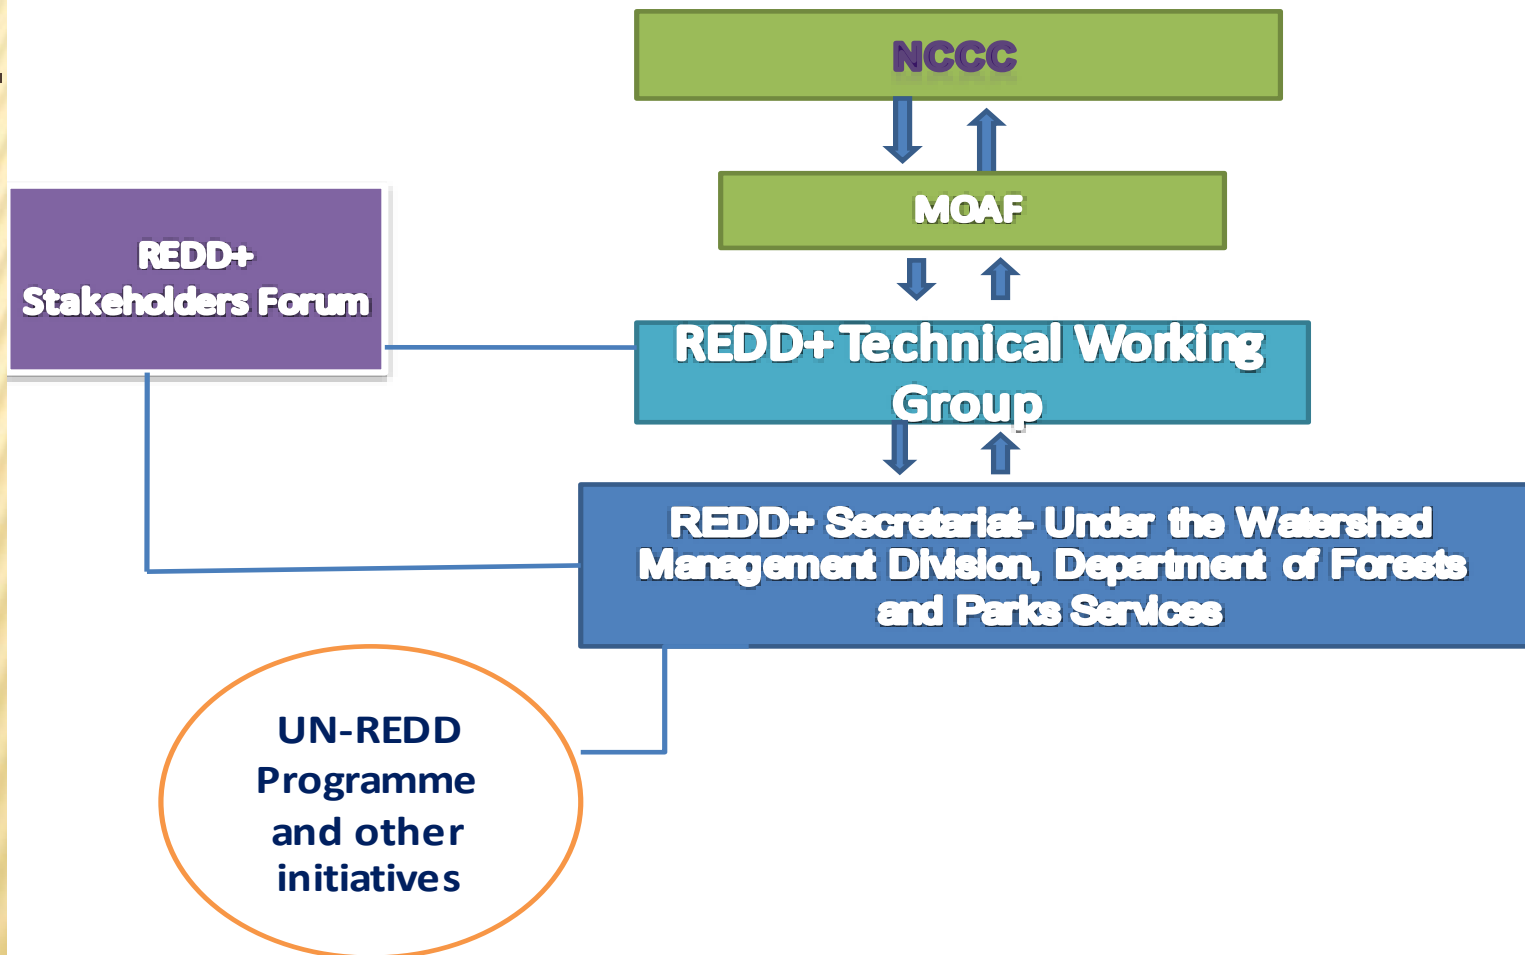 NCCC
MOAF
REDD+
Stakeholders Forum
REDD+ Technical Working
Group
REDD+ Secretariat- Under the Watershed
Management Division, Department of Forests
and Parks Services
UN-REDD
Programme
and other
initiatives